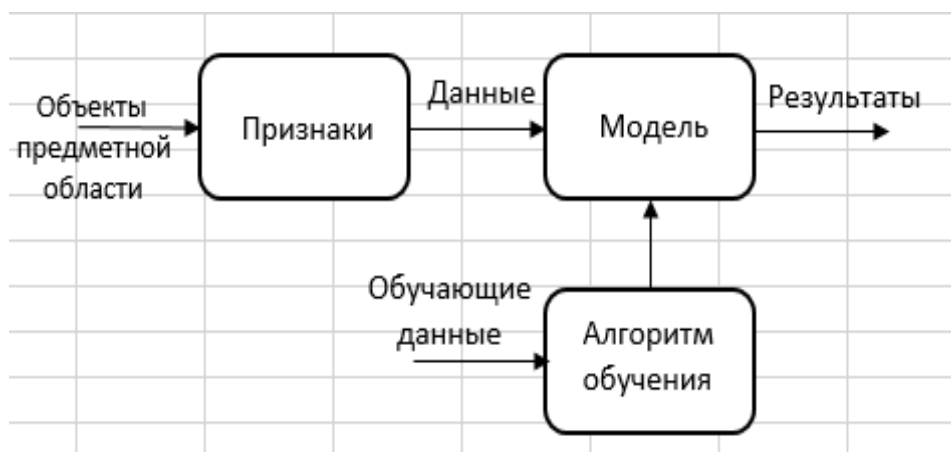 Объекты
предметной
области
Признаки
Данные
Модель
Результаты
Обучающие
данные
Алгоритм
обучения